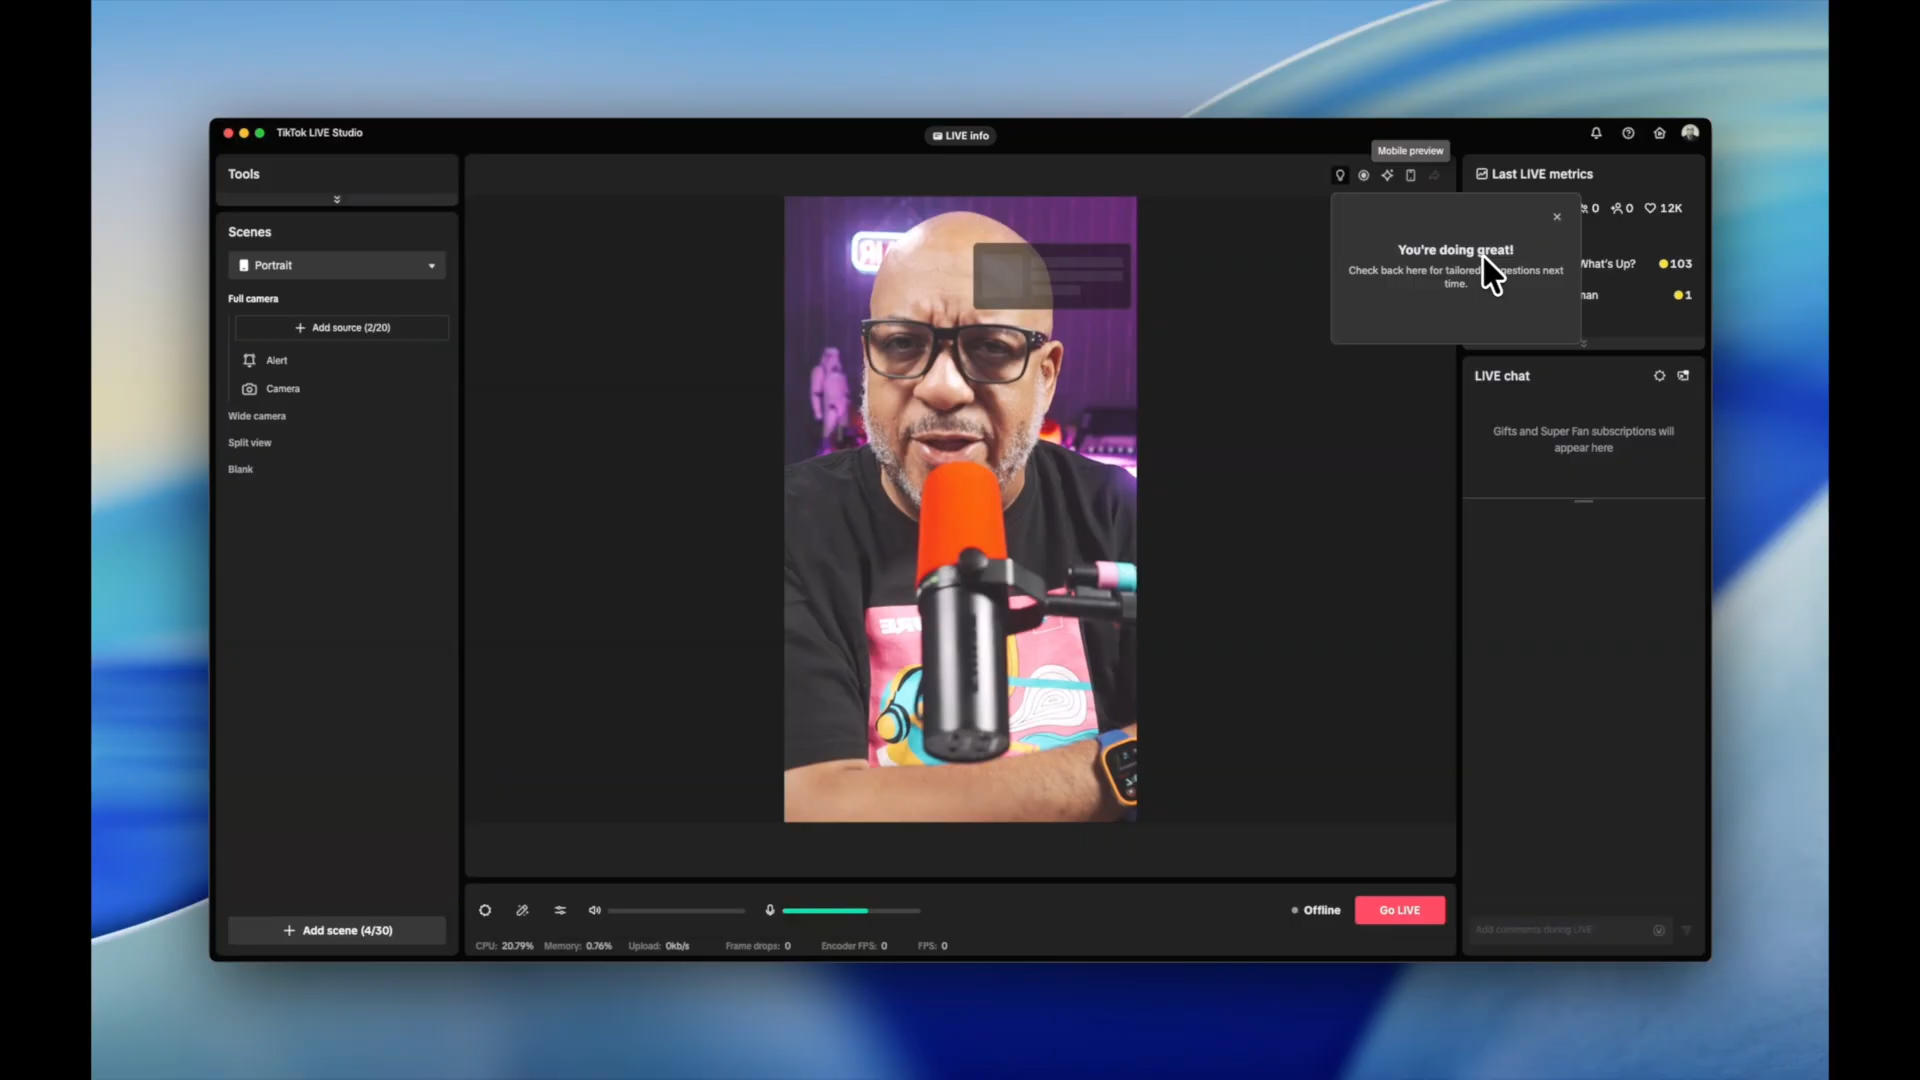 TikTok LIVE Studio
LIVE info
Mobile preview
Tools
Scenes
Portrait
Full camera
Add source (2/20)
Alert
Camera
Wide camera
Split view
Blank
Add scene (4/30)
You're doing great!
Check back here for tailored
next
time.
Last LIVE metrics
0
0
12K
What's Up?
103
1
LIVE chat
Gifts and Super Fan subscriptions will
appear here
Add comments during LIVE
Offline
Go LIVE
CPU: 20.79% Memory: 0.76% Upload: 0kb/s Frame drops: 0 Encoder FPS: 0 FPS: 0